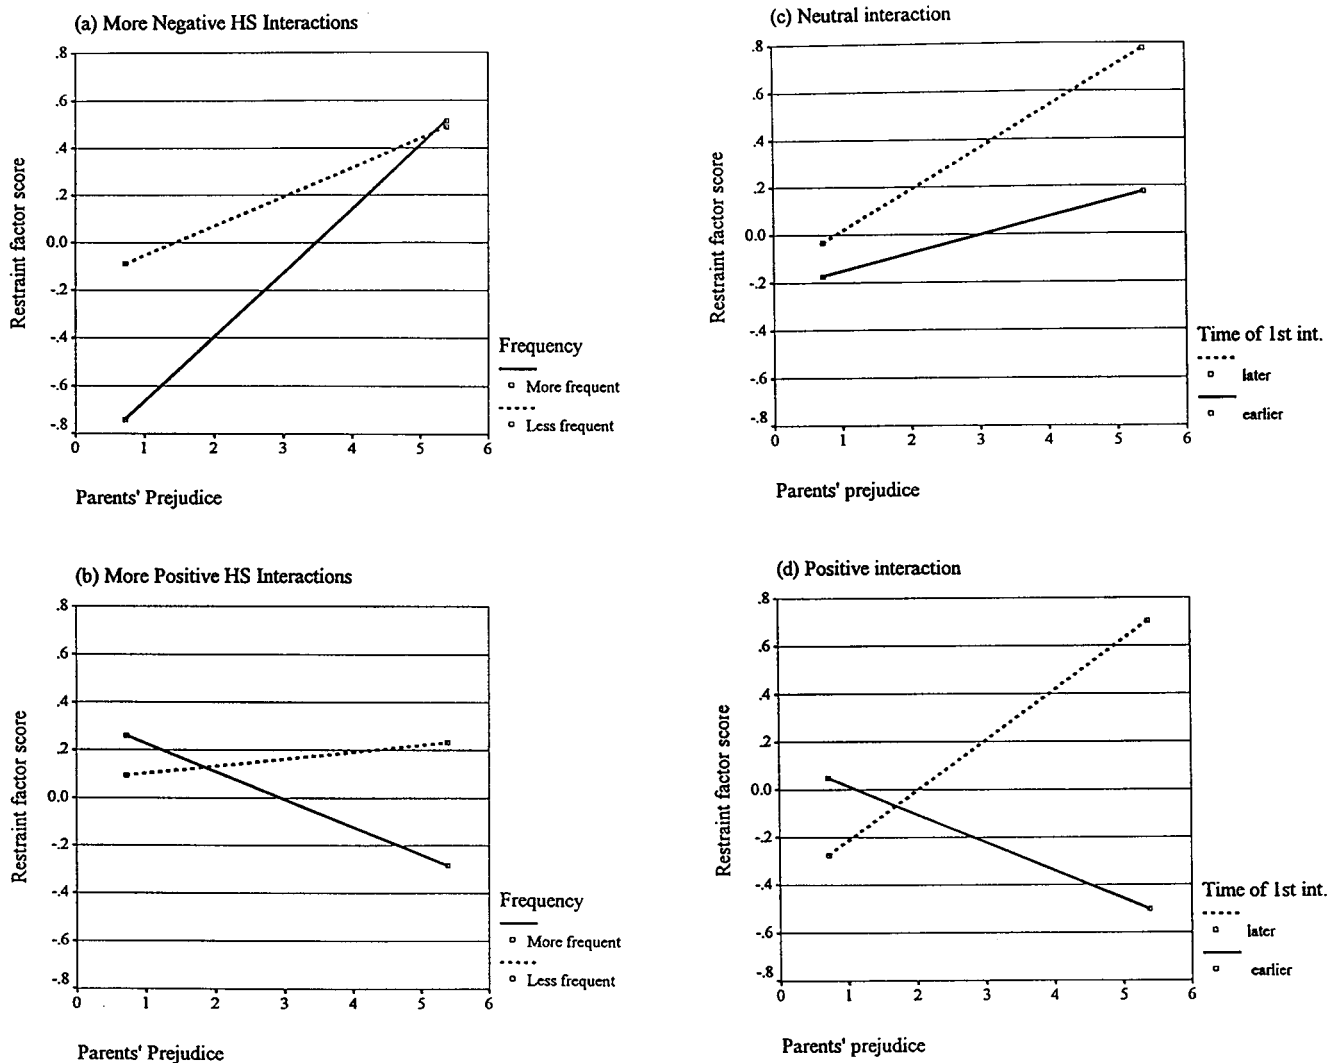 (a) More Negative HS Interactions
.8
.6
.4
.2
0.0
-.2
-.4
-.6
-.8
Restraint factor score
0 1 2 3 4 5 6
Parents' Prejudice
Frequency
More frequent
Less frequent
(c) Neutral interaction
.8
.6
.4
.2
0.0
-.2
-.4
-.6
-.8
Restraint factor score
0 1 2 3 4 5 6
Parents' prejudice
Time of 1st int.
later
earlier
(b) More Positive HS Interactions
.8
.6
.4
.2
0.0
-.2
-.4
-.6
-.8
Restraint factor score
0 1 2 3 4 5 6
Parents' Prejudice
Frequency
More frequent
Less frequent
(d) Positive interaction
.8
.6
.4
.2
0.0
-.2
-.4
-.6
-.8
Restraint factor score
0 1 2 3 4 5 6
Parents' prejudice
Time of 1st int.
later
earlier